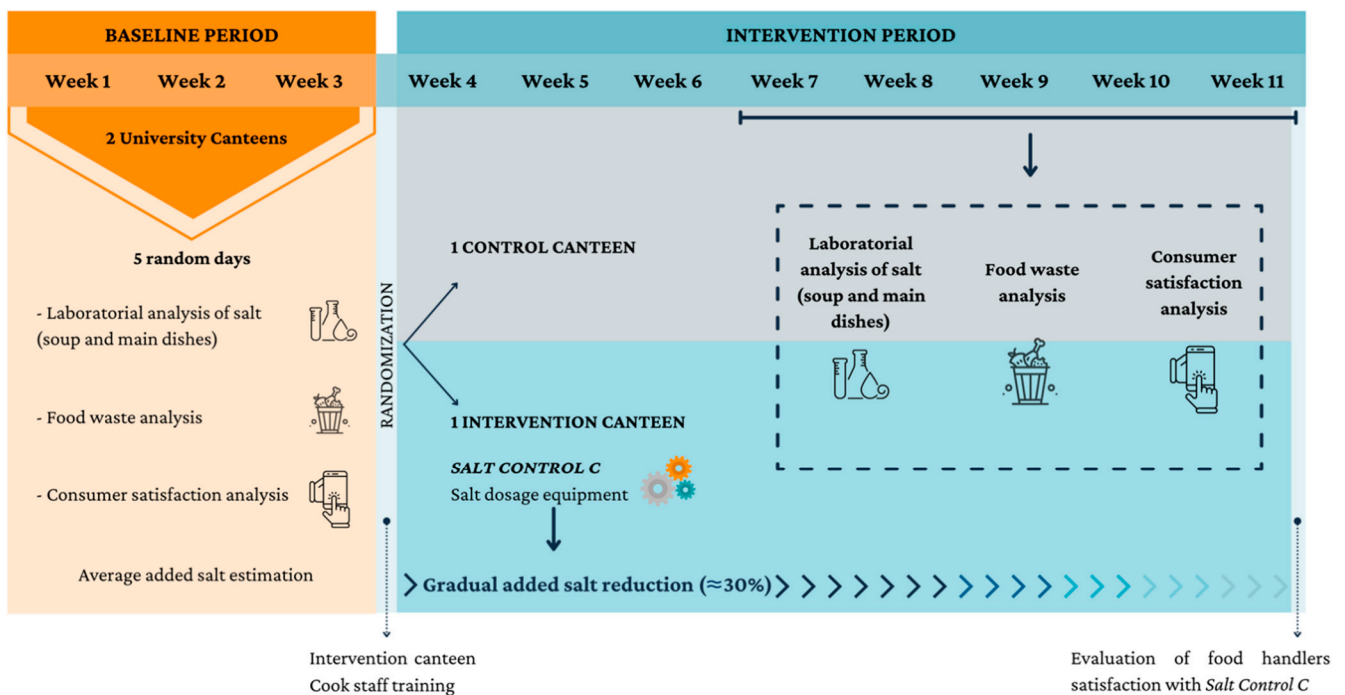 BASELINE PERIOD
INTERVENTION PERIOD
Week 1 Week 2 Week 3 Week 4 Week 5 Week 6 Week 7 Week 8 Week 9 Week 10 Week 11
2 University Canteens
5 random days
- Laboratorial analysis of salt
(soup and main dishes)
- Food waste analysis
- Consumer satisfaction analysis
Average added salt estimation
RANDOMIZATION
1 CONTROL CANTEEN
1 INTERVENTION CANTEEN
SALT CONTROL C
Salt dosage equipment
Gradual added salt reduction (≈30%)
Laboratorial
analysis of salt
(soup and main
dishes)
Food waste
analysis
Consumer
satisfaction
analysis
Intervention canteen
Cook staff training
Evaluation of food handlers
satisfaction with Salt Control C